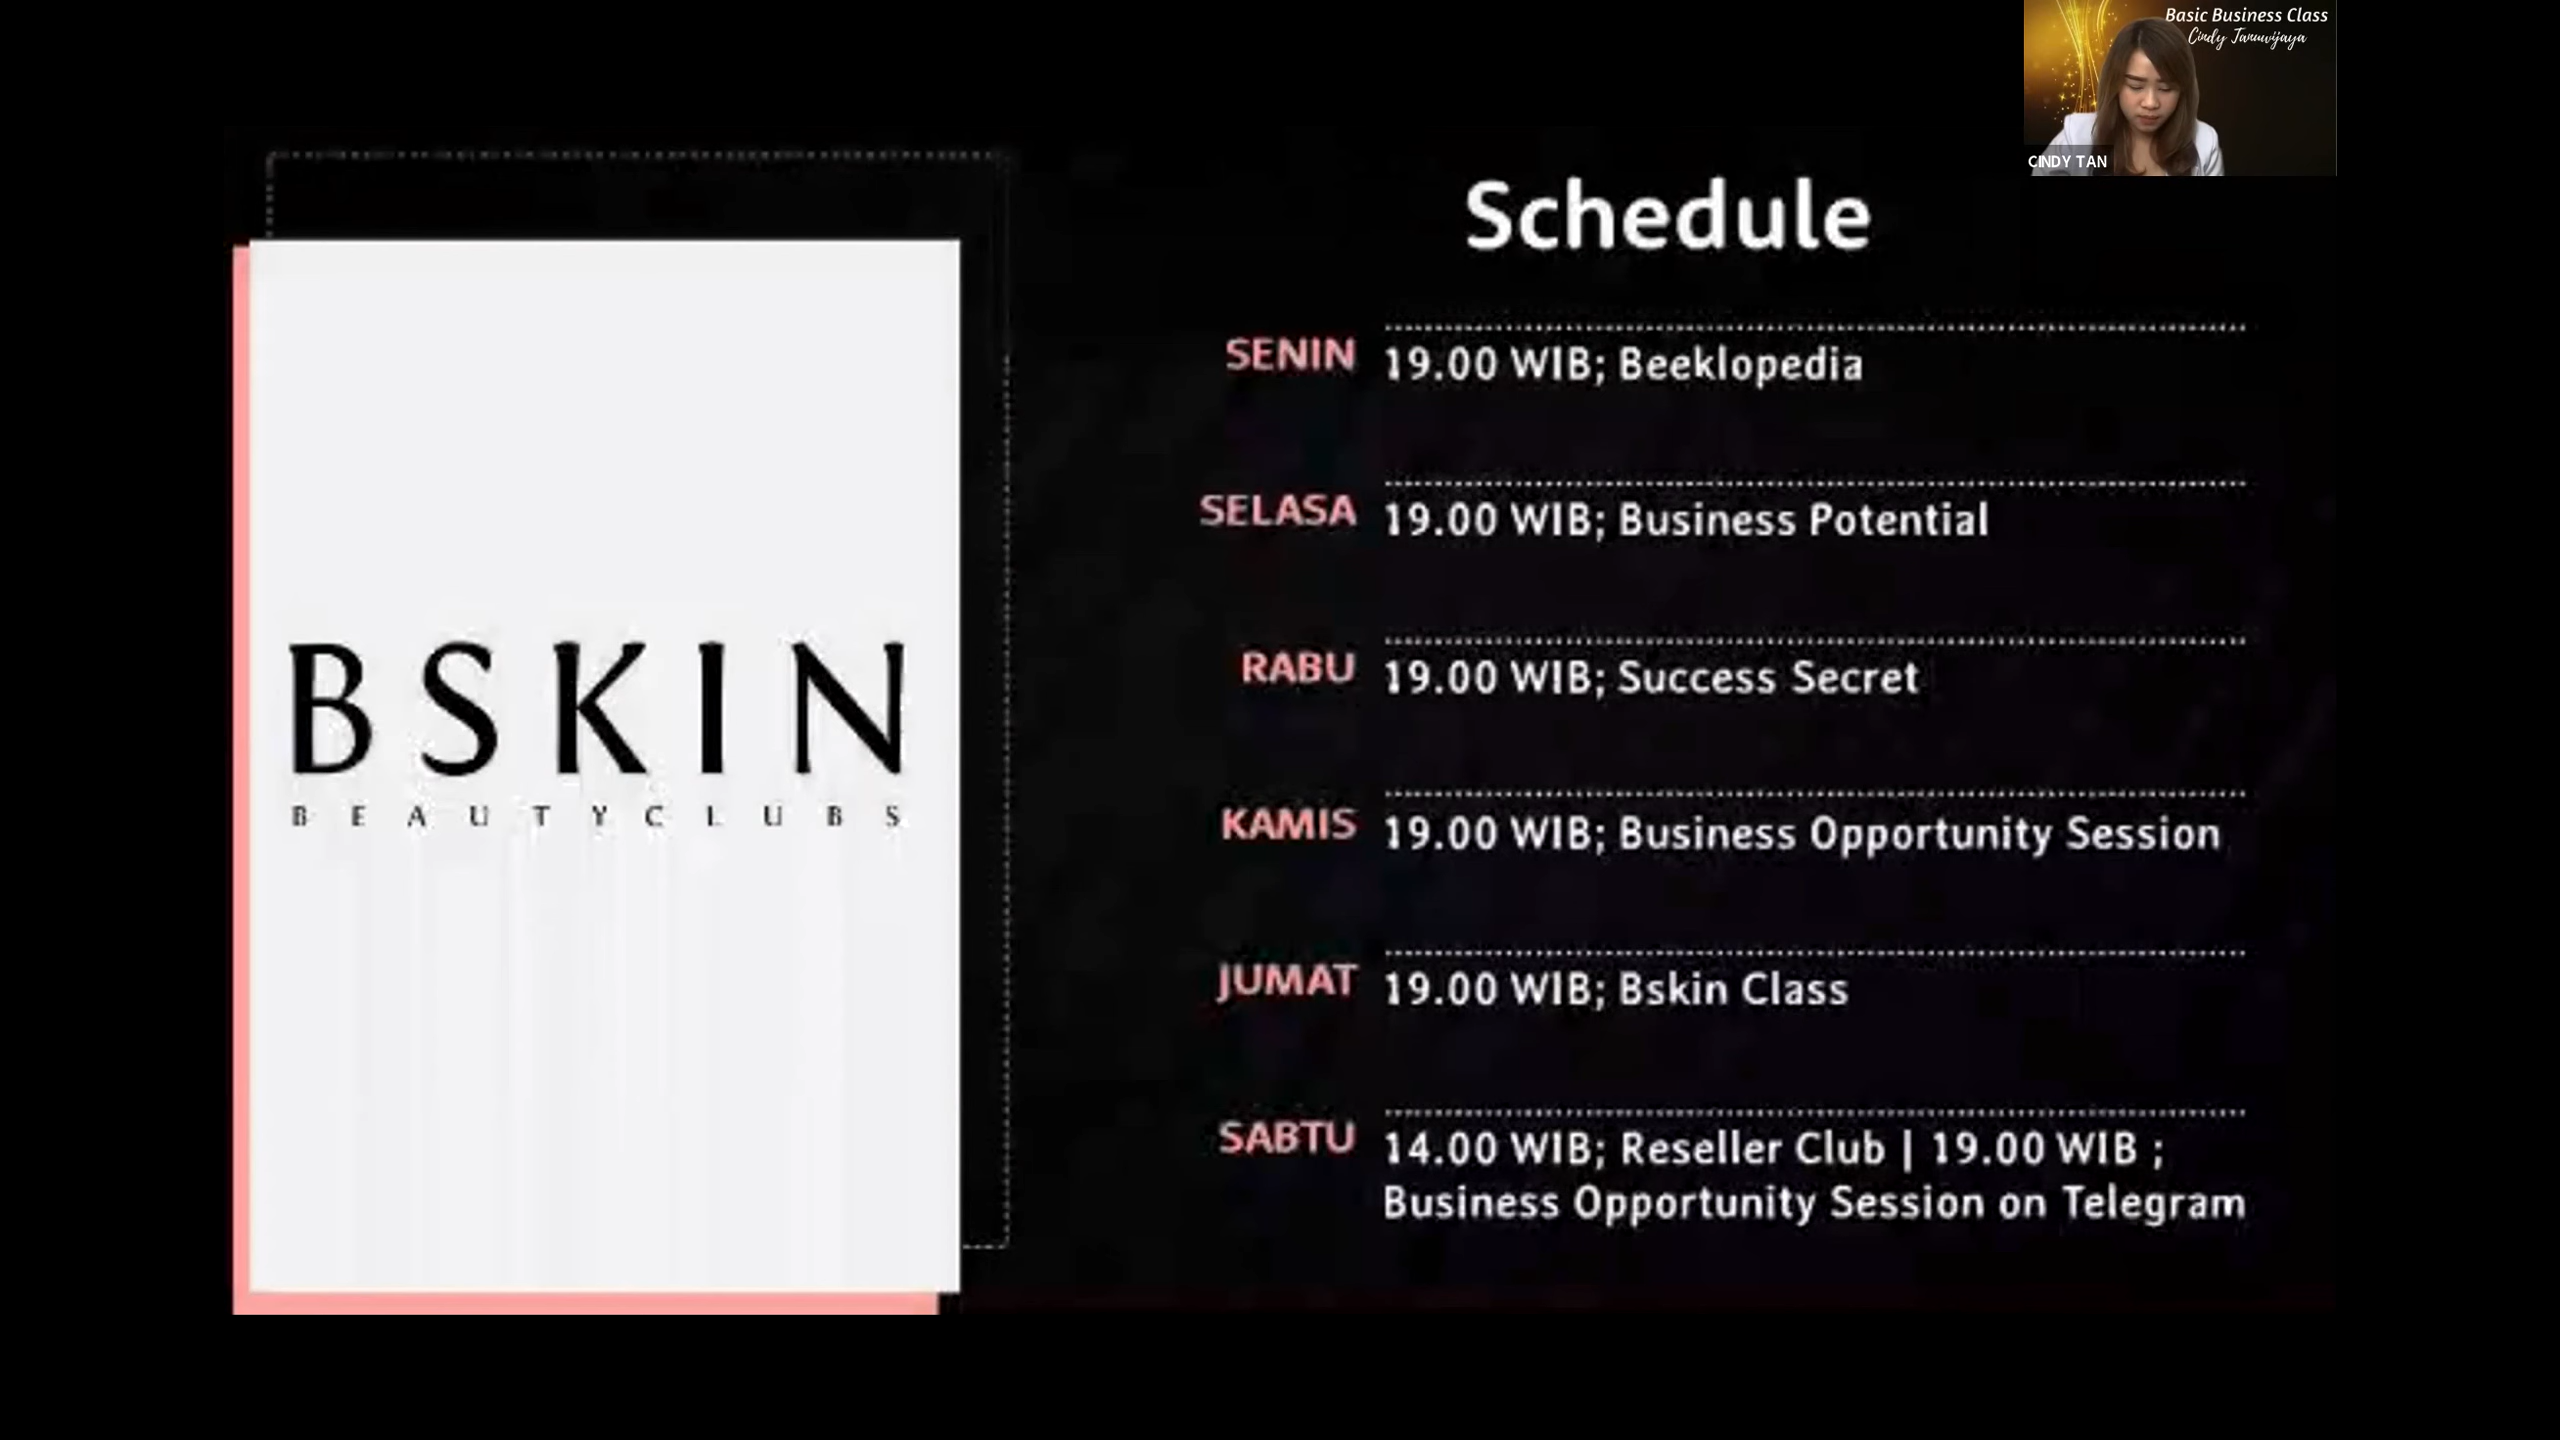 Basic Business Class
Cindy Tanuwijaya
CINDY TAN
Schedule
SENIN 19.00 WIB; Beeklopedia
SELASA 19.00 WIB; Business Potential
RABU 19.00 WIB; Success Secret
KAMIS 19.00 WIB; Business Opportunity Session
JUMAT 19.00 WIB; Bskin Class
SABTU 14.00 WIB; Reseller Club | 19.00 WIB ;
Business Opportunity Session on Telegram
BSKIN
BEAUTYCLUBS